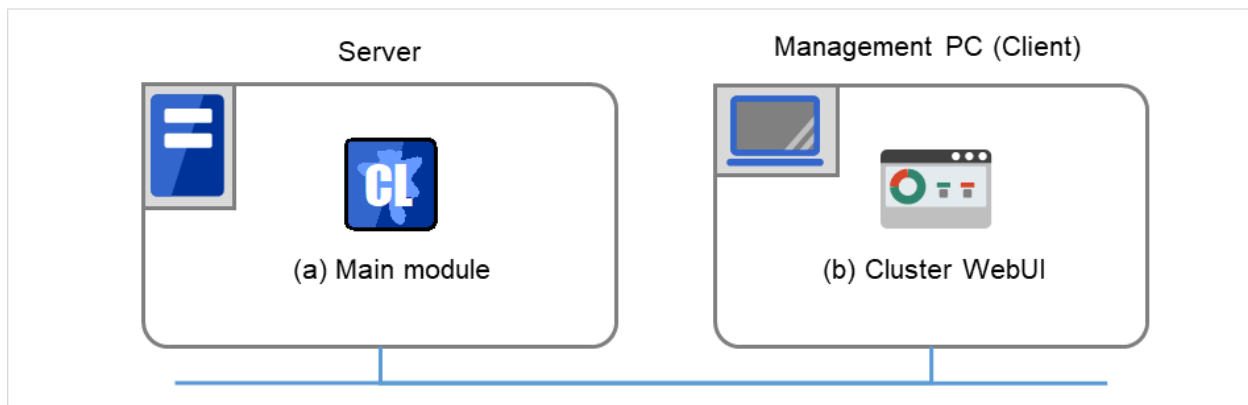 Server
Management PC (Client)
CL
(a) Main module
(b) Cluster WebUI